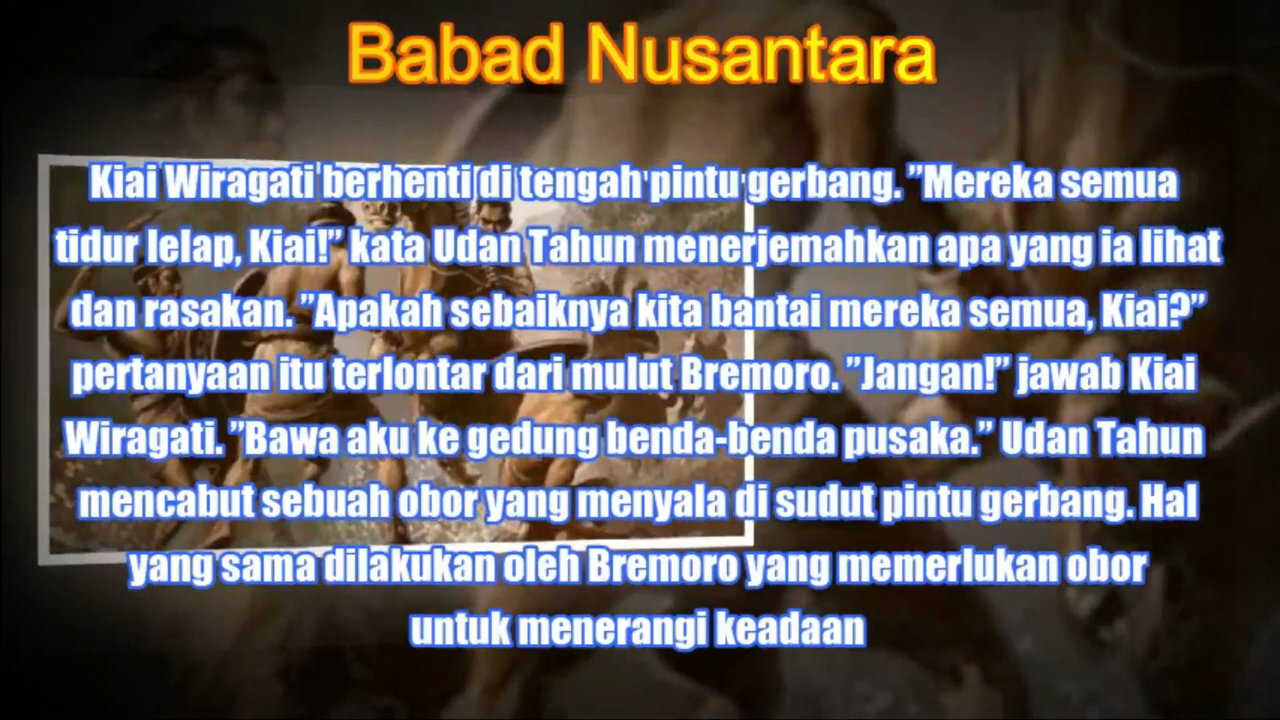 Babad Nusantara
Kiai Wiragati berhenti di tengah pintu gerbang. ”Mereka semua
tidur lelap, Kiai!” kata Udan Tahun menerjemahkan apa yang ia lihat
dan rasakan. ”Apakah sebaiknya kita bantai mereka semua, Kiai?”
pertanyaan itu terlontar dari mulut Bremoro. ”Jangan!” jawab Kiai
Wiragati. ”Bawa aku ke gedung benda-benda pusaka.” Udan Tahun
mencabut sebuah obor yang menyala di sudut pintu gerbang. Hal
yang sama dilakukan oleh Bremoro yang memerlukan obor
untuk menerangi keadaan